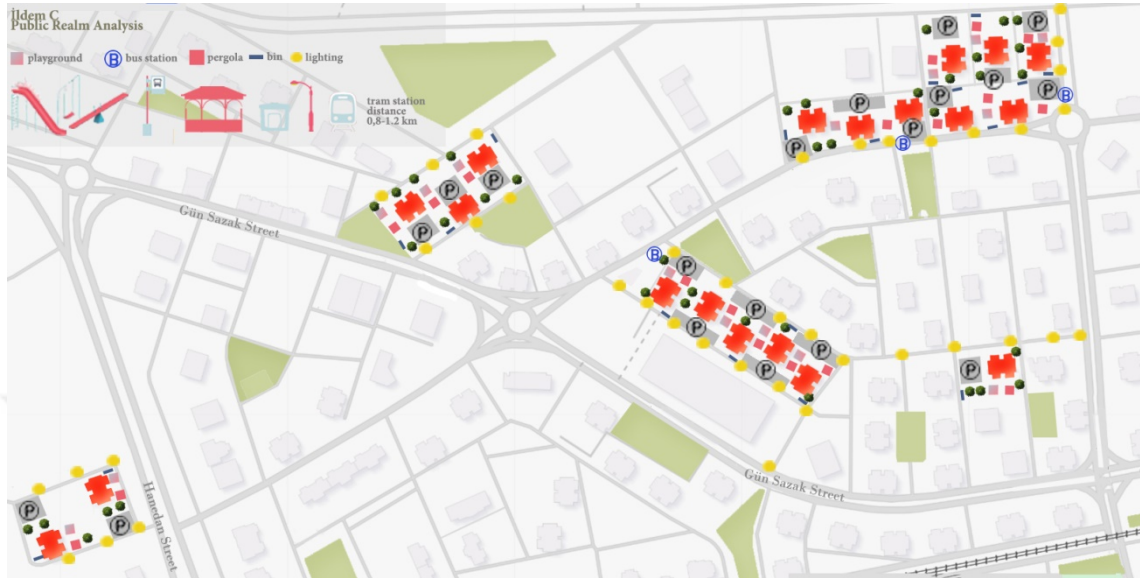 İldem C
Public Realm Analysis
playground
B
bus station
pergola
bin
lighting
tram station
distance
0,8-1.2 km
P
P
P
P
P
P
B
P
P
P
B
P
P
P
Gün Sazak Street
B
P
P
P
P
P
P
Gün Sazak Street
Hanedan Street
P
P